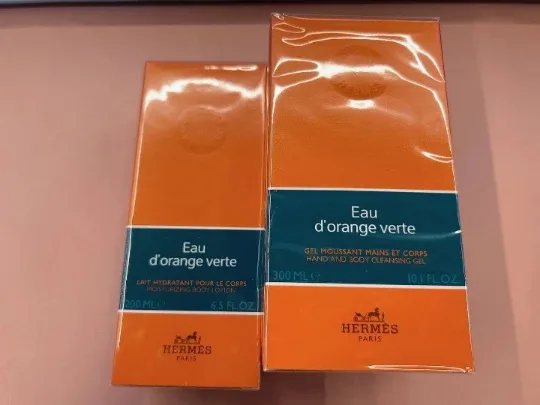 Eau
d'orange verte
LAIT HYDRATANT POUR LE CORPS
MOISTURIZING BODY LOTION
200 ML℮ 6.5 FL.OZ.
HERMÈS
PARIS
Eau
d'orange verte
GEL MOUSSANT MAINS ET CORPS
HAND AND BODY CLEANSING GEL
300 ML℮ 10.1 FL.OZ.
HERMÈS
PARIS